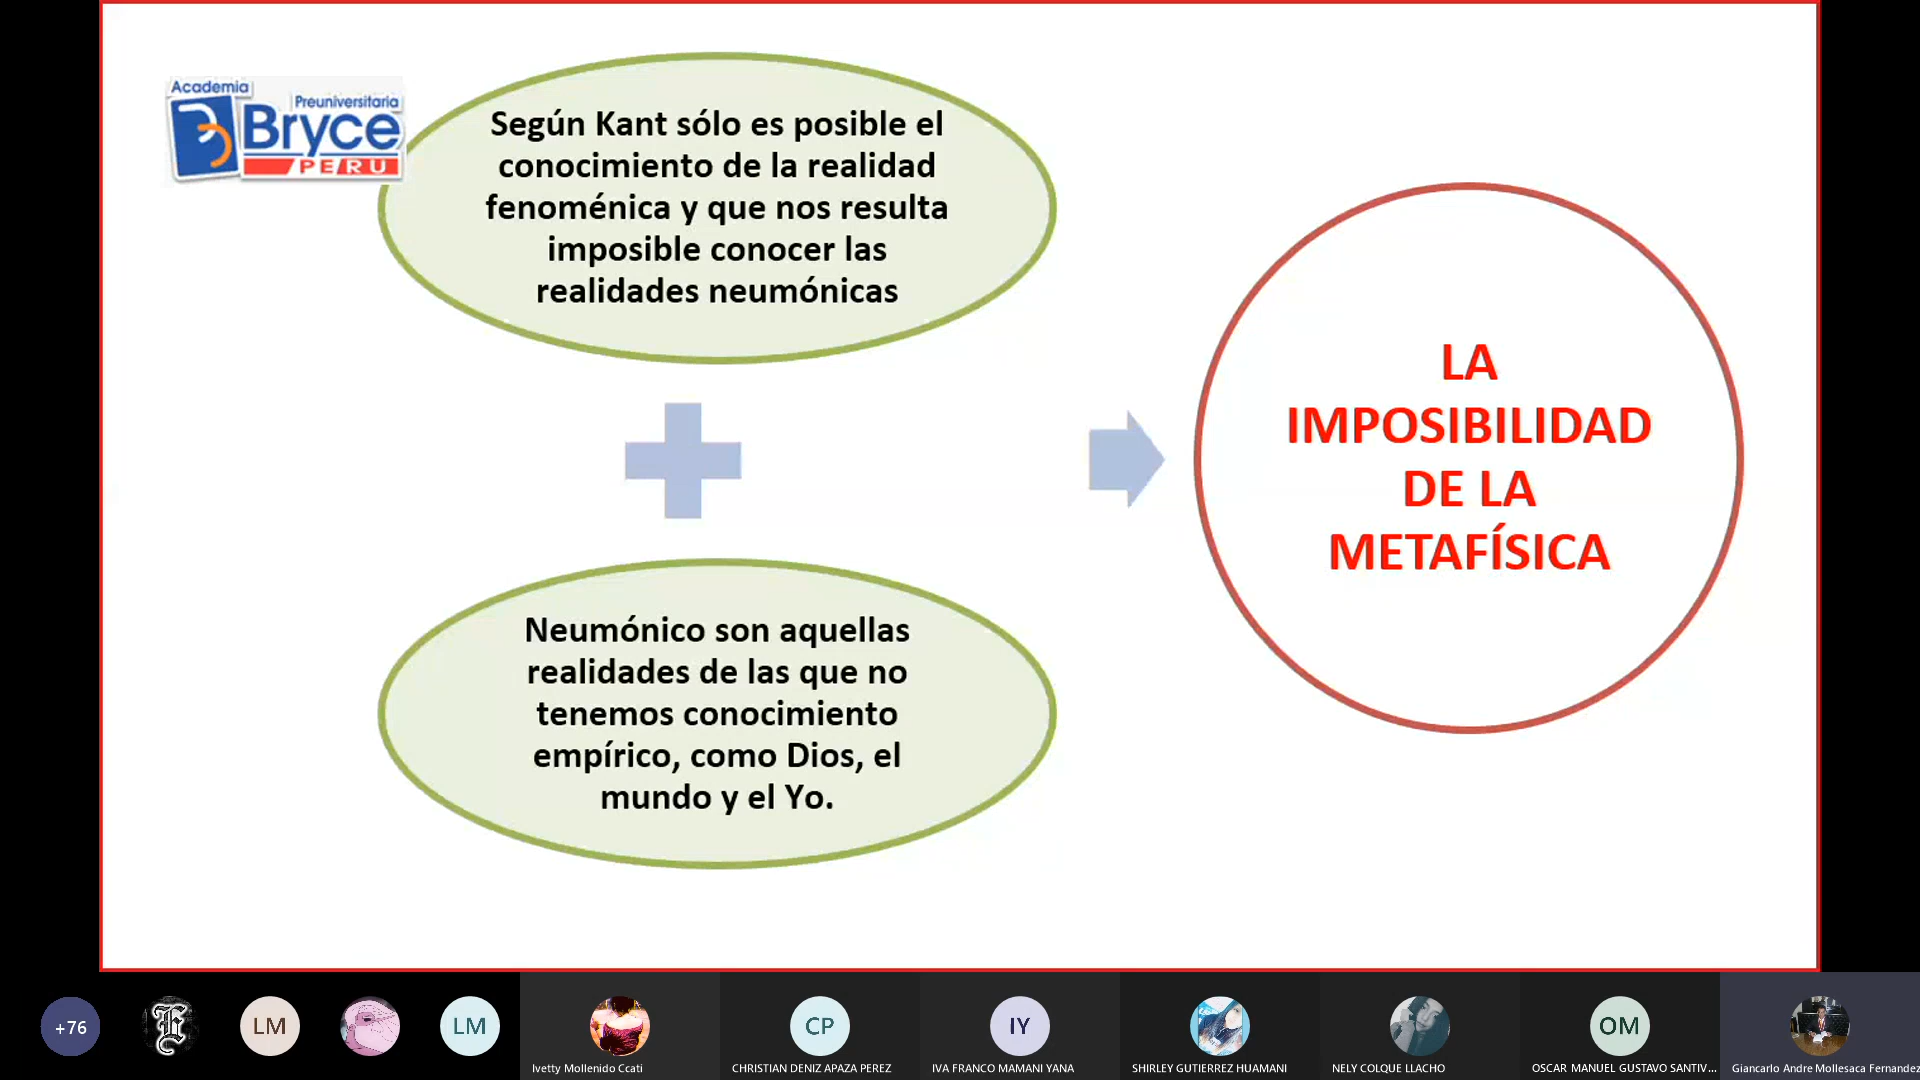 Academia
Preuniversitaria
Bryce
PERU
Según Kant sólo es posible el
conocimiento de la realidad
fenoménica y que nos resulta
imposible conocer las
realidades neumónicas
Neumónico son aquellas
realidades de las que no
tenemos conocimiento
empírico, como Dios, el
mundo y el Yo.
LA
IMPOSIBILIDAD
DE LA
METAFÍSICA
+76
LM
LM
CP
IY
OM
Ivetty Mollenido Ccati
CHRISTIAN DENIZ APAZA PEREZ
IVA FRANCO MAMANI YANA
SHIRLEY GUTIERREZ HUAMANI
NELY COLQUE LLACHO
OSCAR MANUEL GUSTAVO SANTIV...
Giancarlo Andre Mollesaca Fernandez